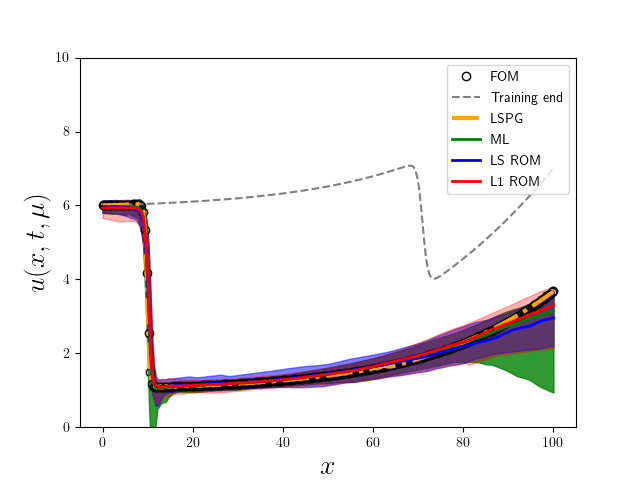 10
8
6
4
2
0
u(x, t, μ)
0 20 40 60 80 100
x
FOM
Training end
LSPG
ML
LS ROM
L1 ROM